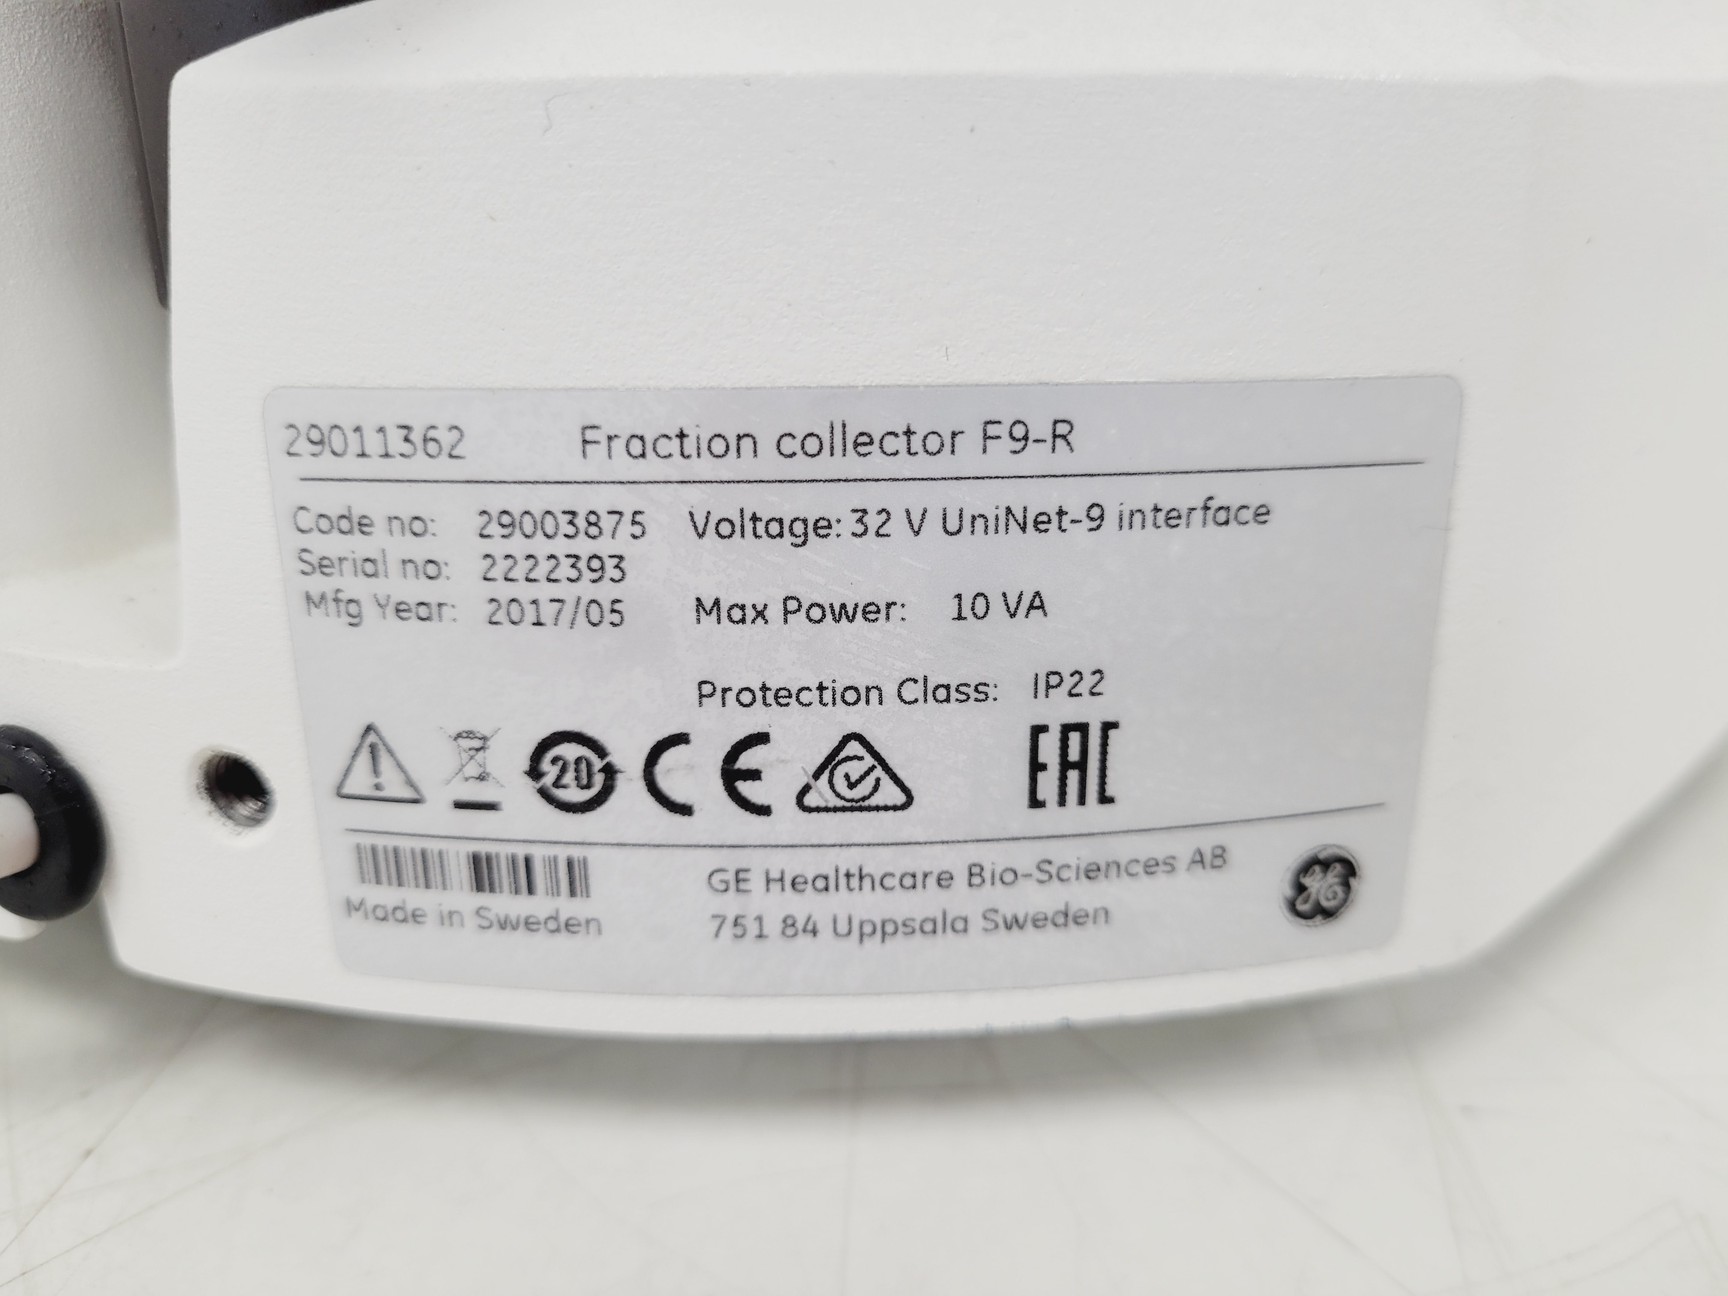 29011362 Fraction collector F9-R
Code no: 29003875 Voltage: 32 V UniNet-9 interface
Serial no: 2222393
Mfg Year: 2017/05 Max Power: 10 VA
Protection Class: IP22
20 CE EAC
GE Healthcare Bio-Sciences AB
Made in Sweden 751 84 Uppsala Sweden
GE